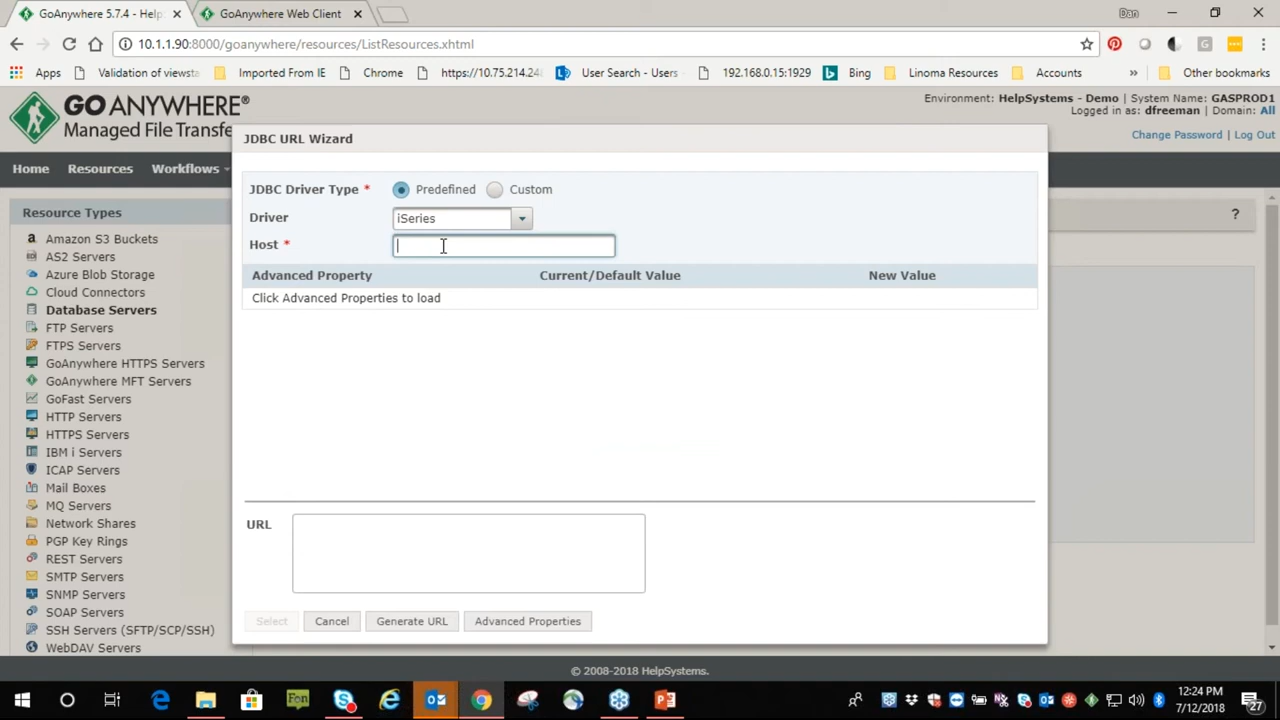 GoAnywhere 5.7.4 - Help
GoAnywhere Web Client
Dan
10.1.1.90:8000/goanywhere/resources/ListResources.xhtml
Apps
Validation of viewsta
Imported From IE
Chrome
https://10.75.214.24
User Search - Users
192.168.0.15:1929
Bing
Linoma Resources
Accounts
»
Other bookmarks
GO ANYWHERE®
Managed File Transfe
Environment: HelpSystems - Demo | System Name: GASPROD1
Logged in as: dfreeman | Domain: All
Change Password | Log Out
Home
Resources
Workflows
Resource Types
?
Amazon S3 Buckets
AS2 Servers
Azure Blob Storage
Cloud Connectors
Database Servers
FTP Servers
FTPS Servers
GoAnywhere HTTPS Servers
GoAnywhere MFT Servers
GoFast Servers
HTTP Servers
HTTPS Servers
IBM i Servers
ICAP Servers
Mail Boxes
MQ Servers
Network Shares
PGP Key Rings
REST Servers
SMTP Servers
SNMP Servers
SOAP Servers
SSH Servers (SFTP/SCP/SSH)
WebDAV Servers
JDBC URL Wizard
JDBC Driver Type *
Predefined
Custom
Driver
iSeries
Host *
Advanced Property
Current/Default Value
New Value
Click Advanced Properties to load
URL
Select
Cancel
Generate URL
Advanced Properties
© 2008-2018 HelpSystems.
12:24 PM
7/12/2018
27